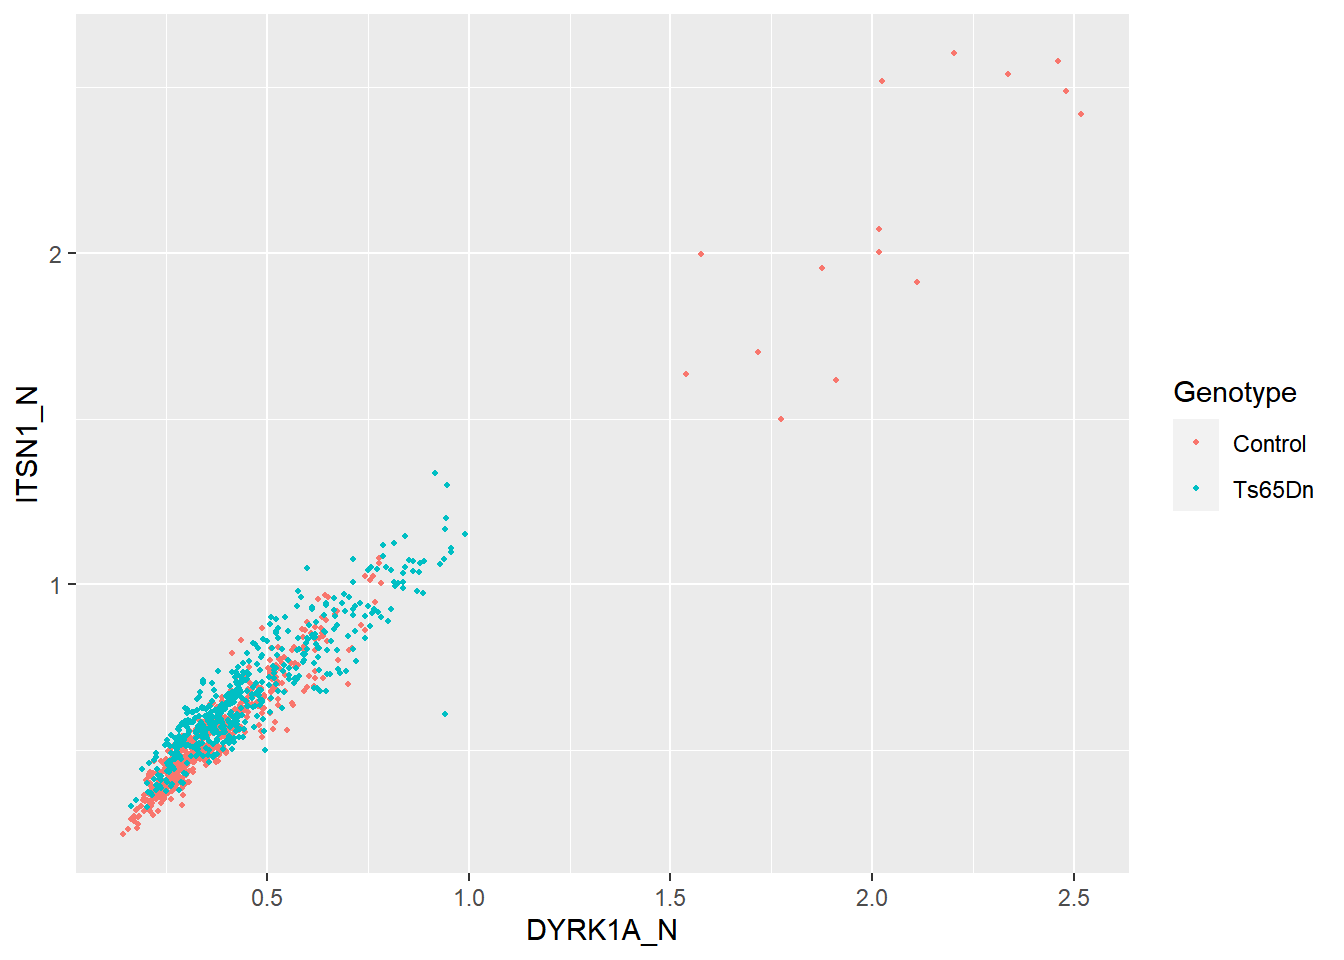 2
1
ITSN1_N
0.5 1.0 1.5 2.0 2.5
DYRK1A_N
Genotype
Control
Ts65Dn